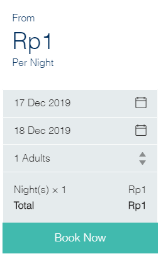 From
Rp1
Per Night
17 Dec 2019
18 Dec 2019
1 Adults
Night(s) × 1 Rp1
Total Rp1
Book Now